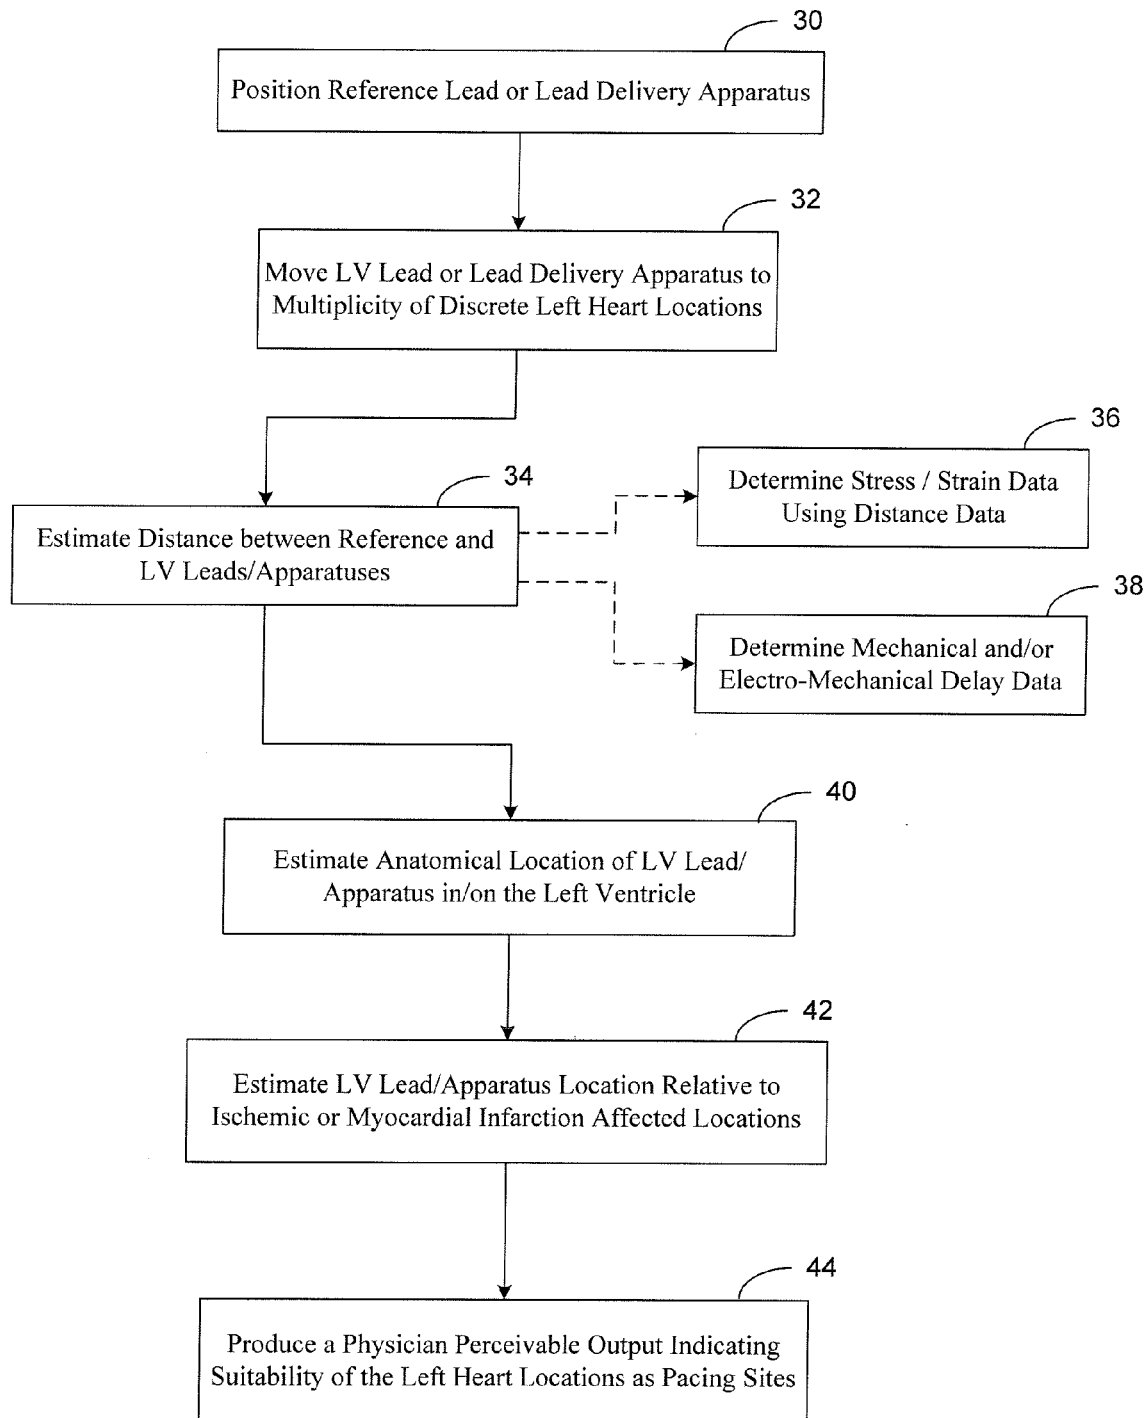 30
Position Reference Lead or Lead Delivery Apparatus
32
Move LV Lead or Lead Delivery Apparatus to
Multiplicity of Discrete Left Heart Locations
34
Estimate Distance between Reference and
LV Leads/Apparatuses
36
Determine Stress / Strain Data
Using Distance Data
38
Determine Mechanical and/or
Electro-Mechanical Delay Data
40
Estimate Anatomical Location of LV Lead/
Apparatus in/on the Left Ventricle
42
Estimate LV Lead/Apparatus Location Relative to
Ischemic or Myocardial Infarction Affected Locations
44
Produce a Physician Perceivable Output Indicating
Suitability of the Left Heart Locations as Pacing Sites